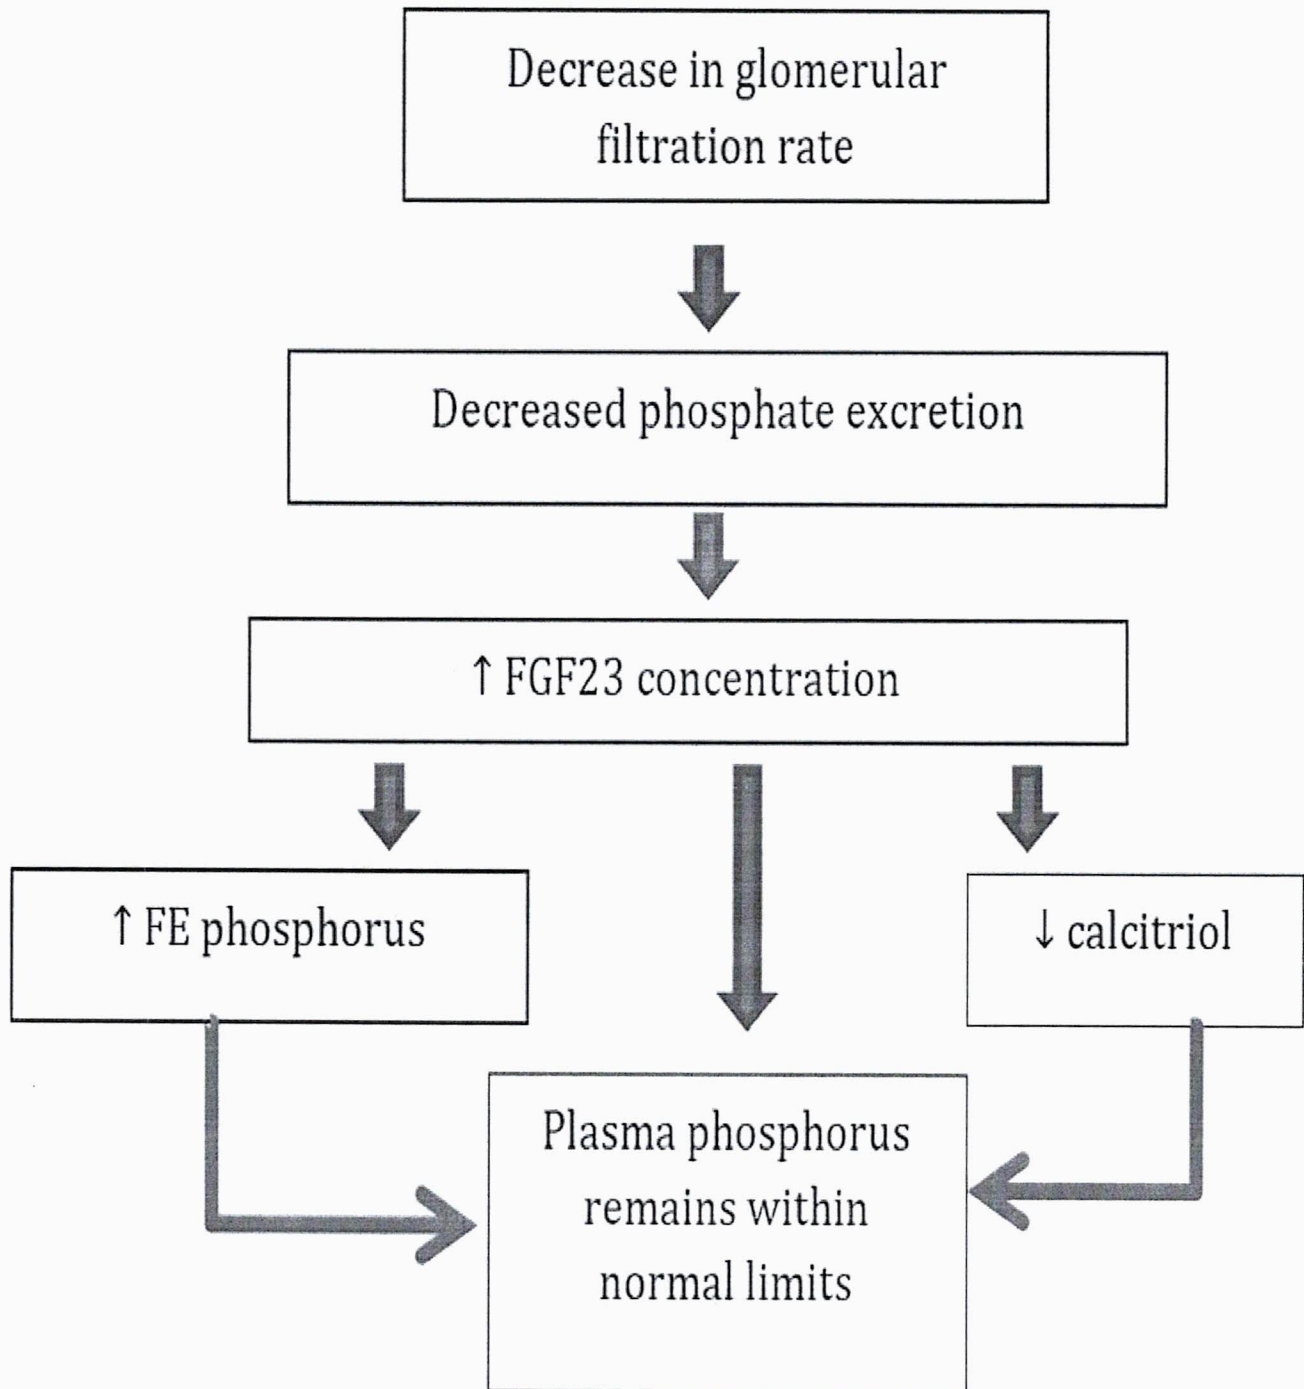 Decrease in glomerular
filtration rate
Decreased phosphate excretion
↑ FGF23 concentration
↑ FE phosphorus
↓ calcitriol
Plasma phosphorus
remains within
normal limits